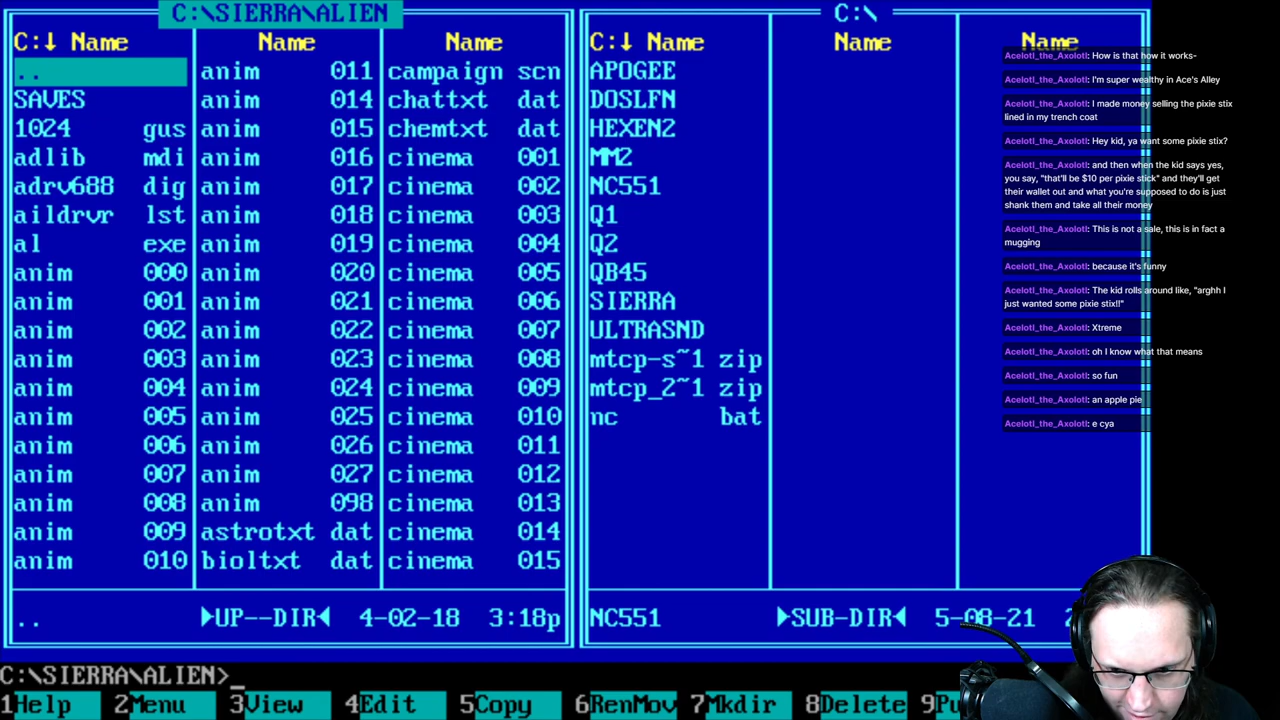 C:\SIERRA\ALIEN
C:↓ Name
Name
Name
..
SAVES
1024 gus
adlib mdi
adrv688 dig
aildrvr lst
al exe
anim 000
anim 001
anim 002
anim 003
anim 004
anim 005
anim 006
anim 007
anim 008
anim 009
anim 010
anim 011
anim 014
anim 015
anim 016
anim 017
anim 018
anim 019
anim 020
anim 021
anim 022
anim 023
anim 024
anim 025
anim 026
anim 027
anim 098
astrotxt dat
bioltxt dat
campaign scn
chattxt dat
chemtxt dat
cinema 001
cinema 002
cinema 003
cinema 004
cinema 005
cinema 006
cinema 007
cinema 008
cinema 009
cinema 010
cinema 011
cinema 012
cinema 013
cinema 014
cinema 015
.. ►UP--DIR◄ 4-02-18 3:18p
C:\
C:↓ Name
Name
Name
APOGEE
DOSLFN
HEXEN2
MM2
NC551
Q1
Q2
QB45
SIERRA
ULTRASND
mtcp-s~1 zip
mtcp_2~1 zip
nc bat
NC551 ►SUB-DIR◄ 5-08-21
Acelotl_the_Axolotl: How is that how it works-
Acelotl_the_Axolotl: I'm super wealthy in Ace's Alley
Acelotl_the_Axolotl: I made money selling the pixie stix
lined in my trench coat
Acelotl_the_Axolotl: Hey kid, ya want some pixie stix?
Acelotl_the_Axolotl: and then when the kid says yes,
you say, "that'll be $10 per pixie stick" and they'll get
their wallet out and what you're supposed to do is just
shank them and take all their money
Acelotl_the_Axolotl: This is not a sale, this is in fact a
mugging
Acelotl_the_Axolotl: because it's funny
Acelotl_the_Axolotl: The kid rolls around like, "arghh I
just wanted some pixie stix!!"
Acelotl_the_Axolotl: Xtreme
Acelotl_the_Axolotl: oh I know what that means
Acelotl_the_Axolotl: so fun
Acelotl_the_Axolotl: an apple pie
Acelotl_the_Axolotl: e cya
C:\SIERRA\ALIEN>_
1Help 2Menu 3View 4Edit 5Copy 6RenMov 7Mkdir 8Delete 9Pu